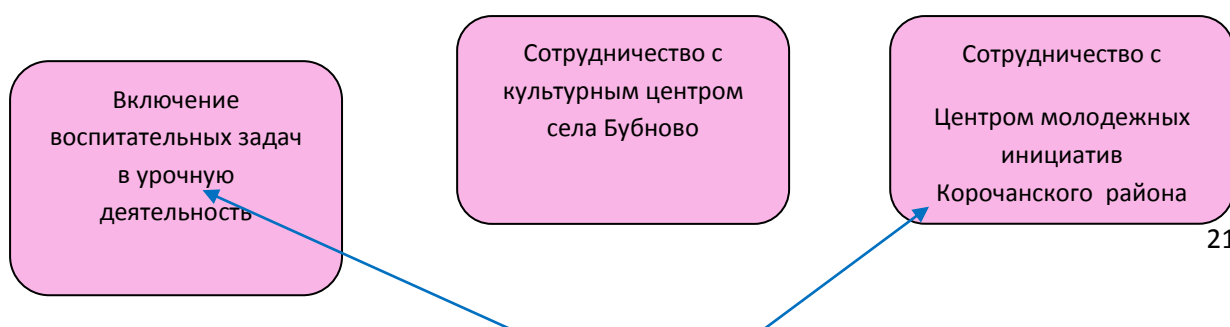 Включение
воспитательных задач
в урочную
деятельность
Сотрудничество с
культурным центром
села Бубново
Сотрудничество с
Центром молодежных
инициатив
Корочанского района
21